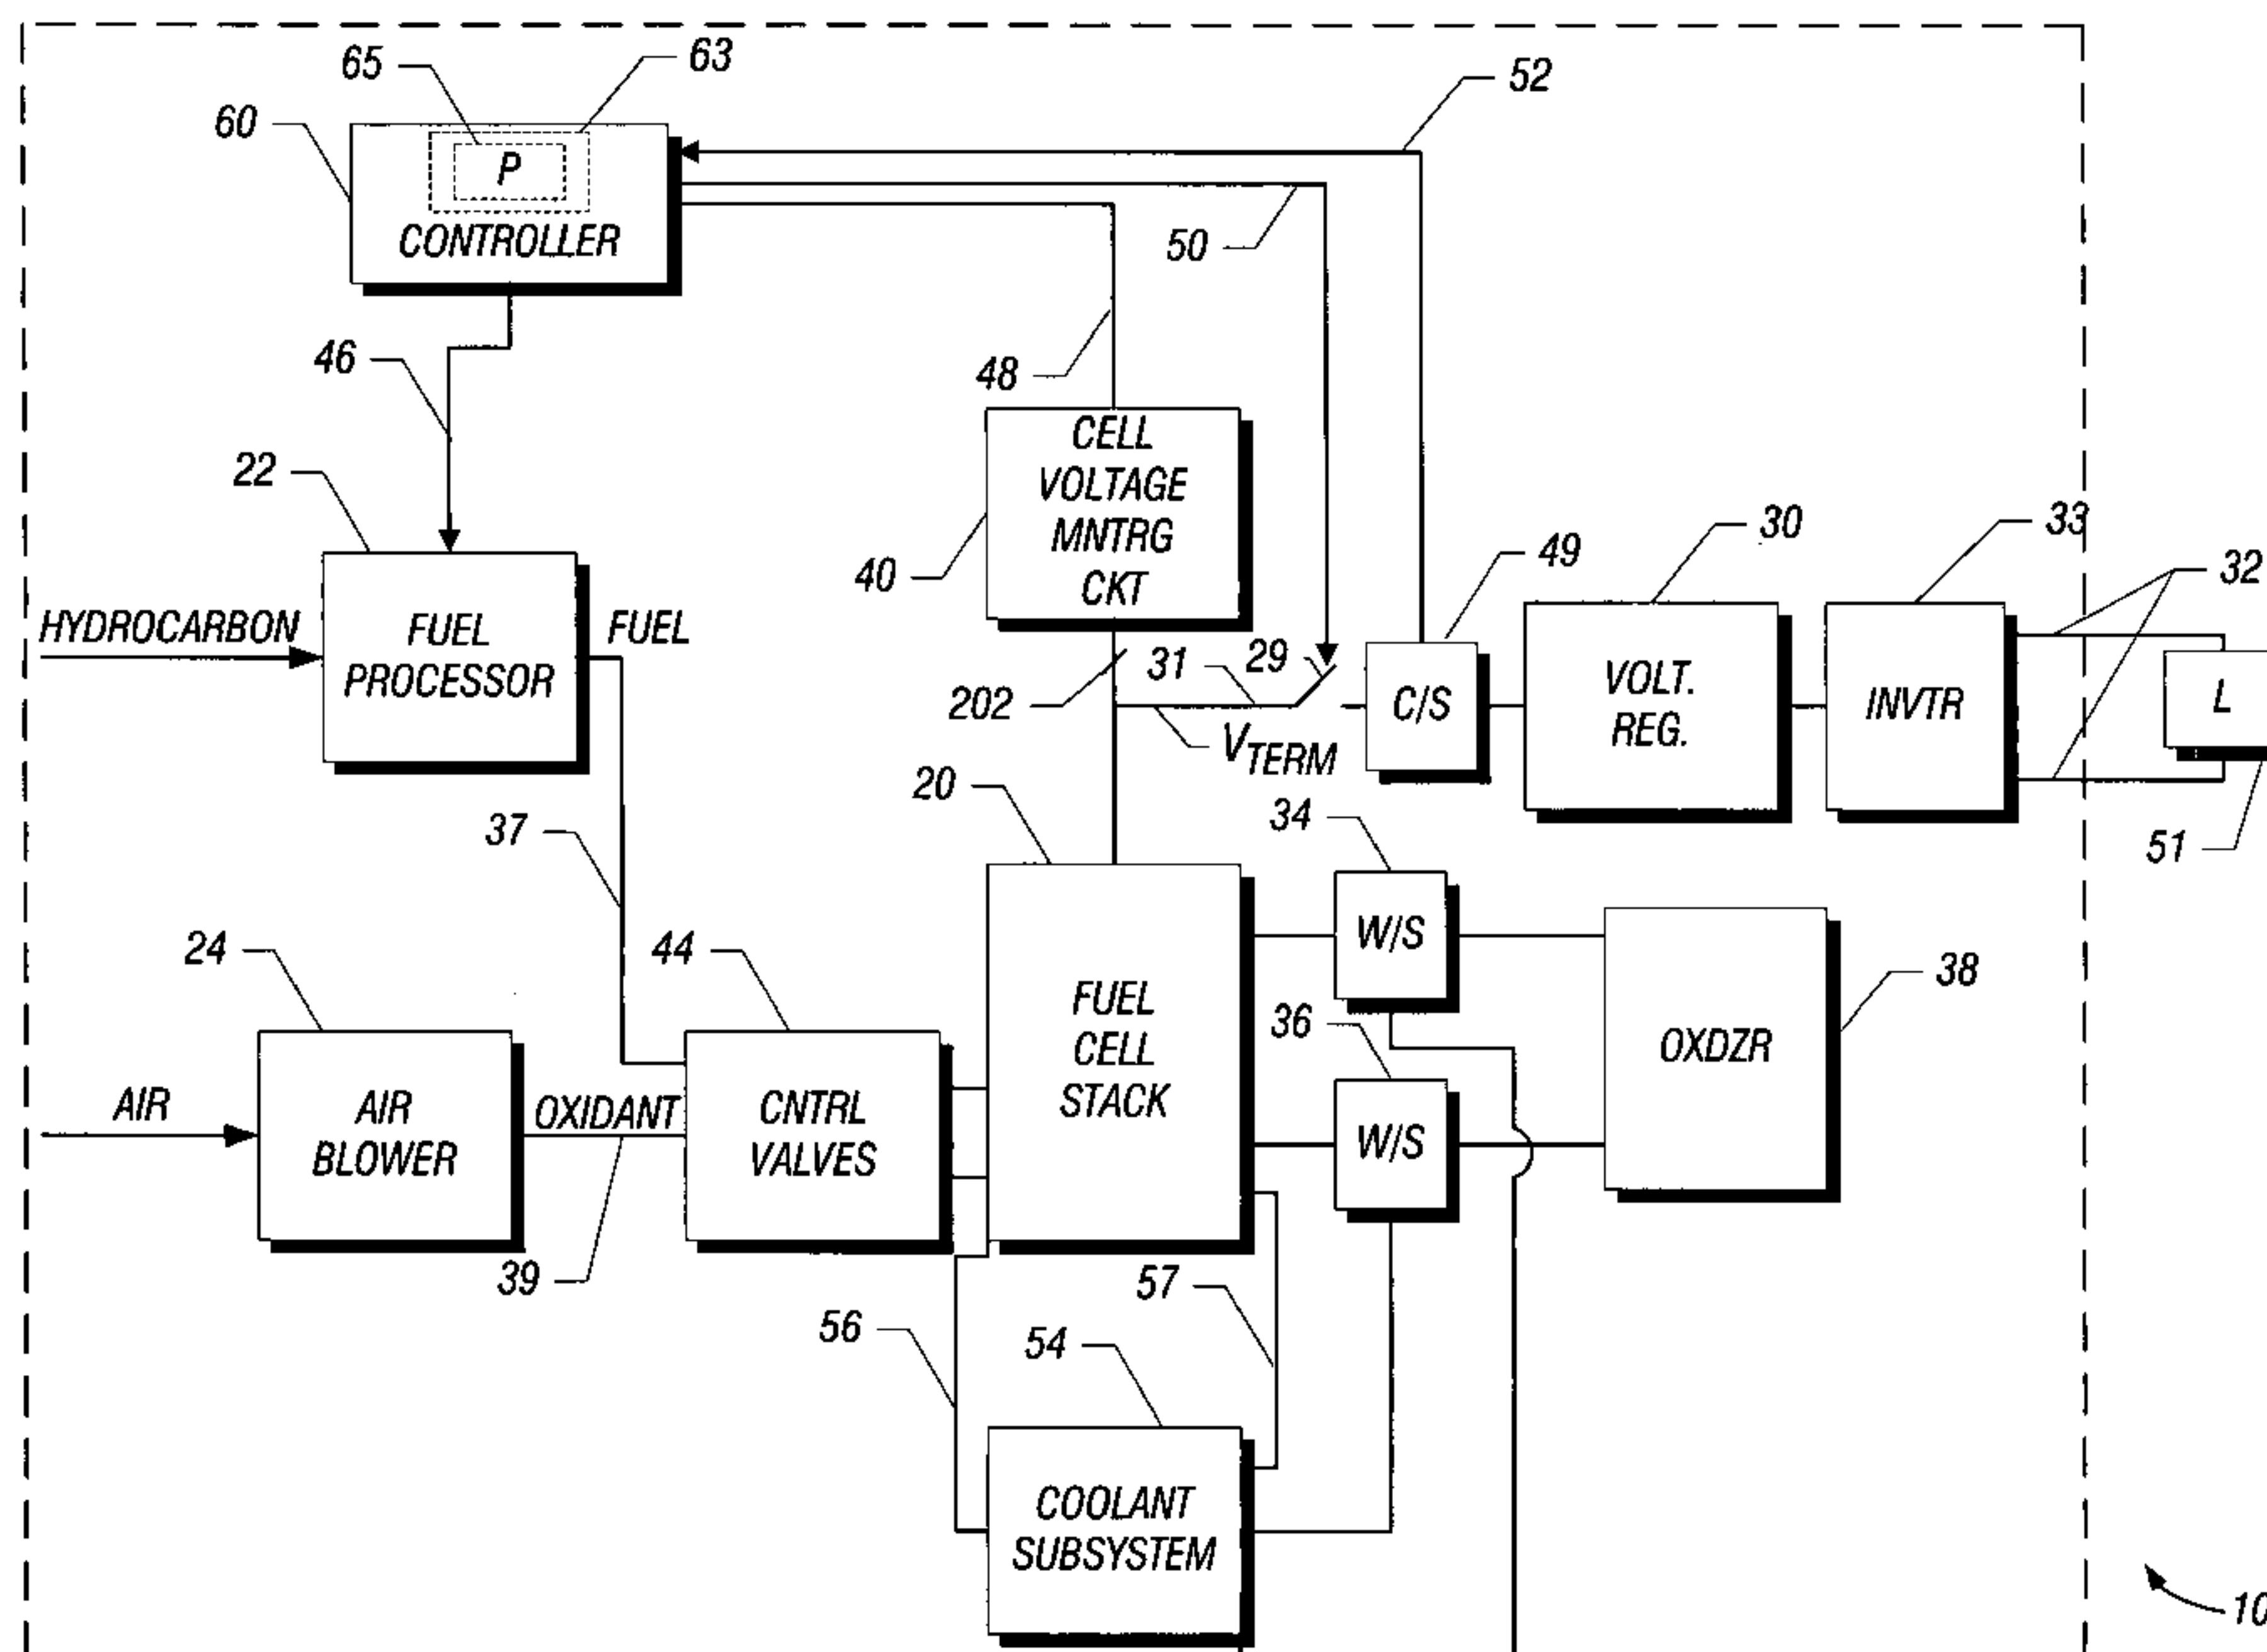 65
63
52
60
P
CONTROLLER
50
46
48
CELL
VOLTAGE
MNTRG
CKT
22
40
49
30
33
32
HYDROCARBON
FUEL
PROCESSOR
FUEL
31
29
202
V TERM
C/S
VOLT.
REG.
INVTR
L
20
34
51
37
24
44
W/S
38
FUEL
CELL
STACK
36
OXDZR
AIR
AIR
BLOWER
OXIDANT
CNTRL
VALVES
W/S
39
57
56
54
COOLANT
SUBSYSTEM
10